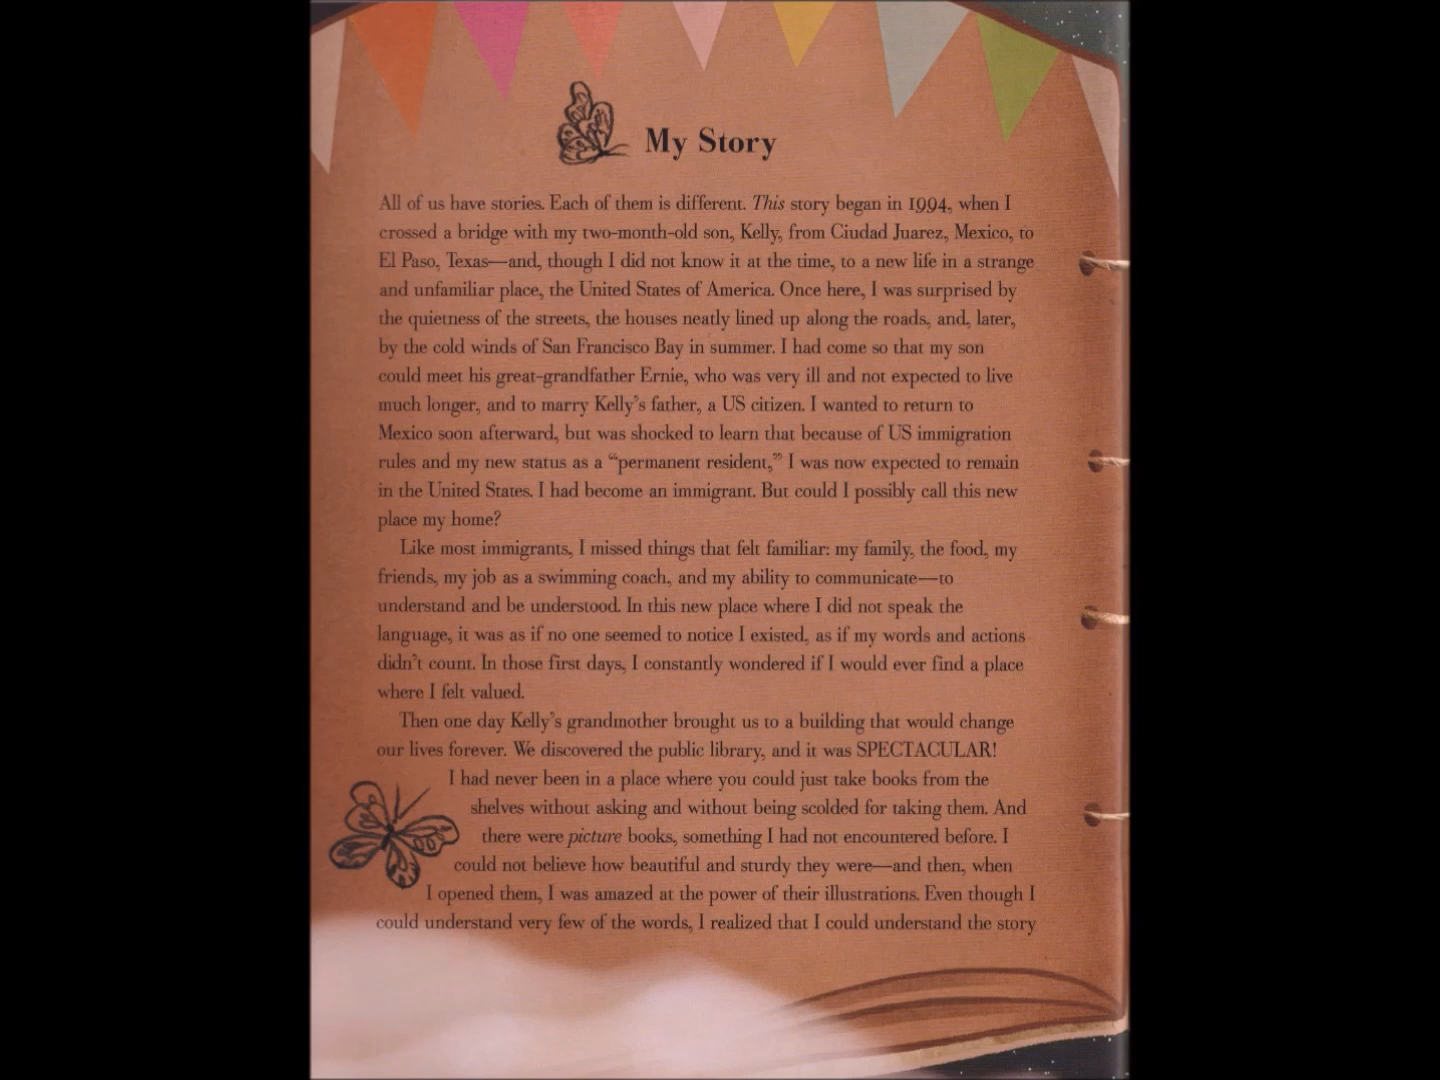 My Story
All of us have stories. Each of them is different. This story began in 1994, when I
crossed a bridge with my two-month-old son, Kelly, from Ciudad Juarez, Mexico, to
El Paso, Texas—and, though I did not know it at the time, to a new life in a strange
and unfamiliar place, the United States of America. Once here, I was surprised by
the quietness of the streets, the houses neatly lined up along the roads, and, later,
by the cold winds of San Francisco Bay in summer. I had come so that my son
could meet his great-grandfather Ernie, who was very ill and not expected to live
much longer, and to marry Kelly’s father, a US citizen. I wanted to return to
Mexico soon afterward, but was shocked to learn that because of US immigration
rules and my new status as a “permanent resident,” I was now expected to remain
in the United States. I had become an immigrant. But could I possibly call this new
place my home?
Like most immigrants, I missed things that felt familiar: my family, the food, my
friends, my job as a swimming coach, and my ability to communicate—to
understand and be understood. In this new place where I did not speak the
language, it was as if no one seemed to notice I existed, as if my words and actions
didn’t count. In those first days, I constantly wondered if I would ever find a place
where I felt valued.
Then one day Kelly’s grandmother brought us to a building that would change
our lives forever. We discovered the public library, and it was SPECTACULAR!
I had never been in a place where you could just take books from the
shelves without asking and without being scolded for taking them. And
there were picture books, something I had not encountered before. I
could not believe how beautiful and sturdy they were—and then, when
I opened them, I was amazed at the power of their illustrations. Even though I
could understand very few of the words, I realized that I could understand the story